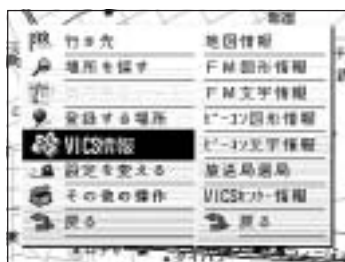 行き先
場所を探す
登録する場所
VICS情報
設定を変える
その他の操作
戻る
地図情報
FM図形情報
FM文字情報
ビーコン図形情報
ビーコン文字情報
放送局選局
VICSセンター情報
戻る